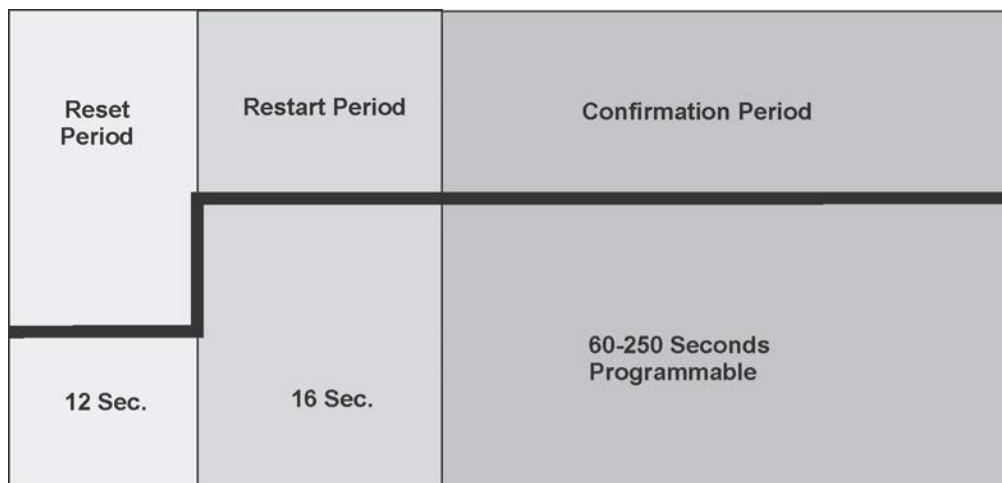 Reset
Period
Restart Period
Confirmation Period
12 Sec.
16 Sec.
60-250 Seconds
Programmable